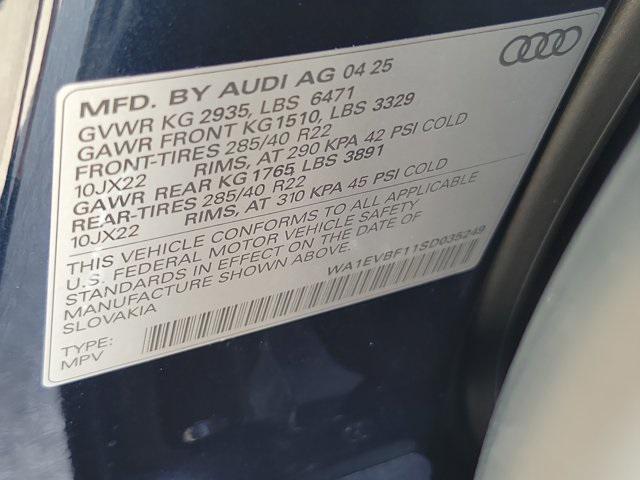 MFD. BY AUDI AG 04 25
GVWR KG 2935, LBS 6471
GAWR FRONT KG1510, LBS 3329
FRONT-TIRES 285/40 R22
10JX22 RIMS, AT 290 KPA 42 PSI COLD
GAWR REAR KG 1765, LBS 3891
REAR-TIRES 285/40 R22
10JX22 RIMS, AT 310 KPA 45 PSI COLD
THIS VEHICLE CONFORMS TO ALL APPLICABLE
U.S. FEDERAL MOTOR VEHICLE SAFETY
STANDARDS IN EFFECT ON THE DATE OF
MANUFACTURE SHOWN ABOVE.
SLOVAKIA
WA1EVBF11SD035249
TYPE:
MPV